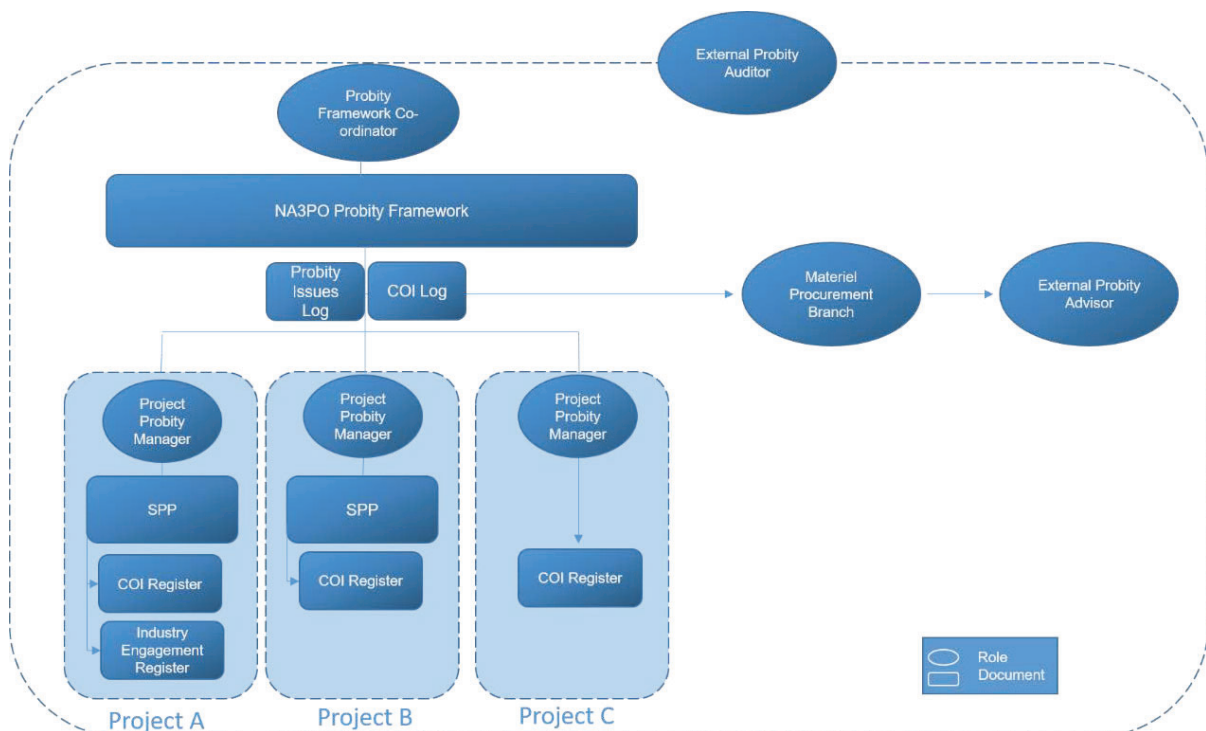 External Probity
Auditor
Probity
Framework Co-
ordinator
NA3PO Probity Framework
Probity
Issues
Log
COI Log
Materiel
Procurement
Branch
External Probity
Advisor
Project
Probity
Manager
Project
Probity
Manager
Project
Probity
Manager
SPP
SPP
COI Register
COI Register
COI Register
Industry
Engagement
Register
Role
Document
Project A
Project B
Project C